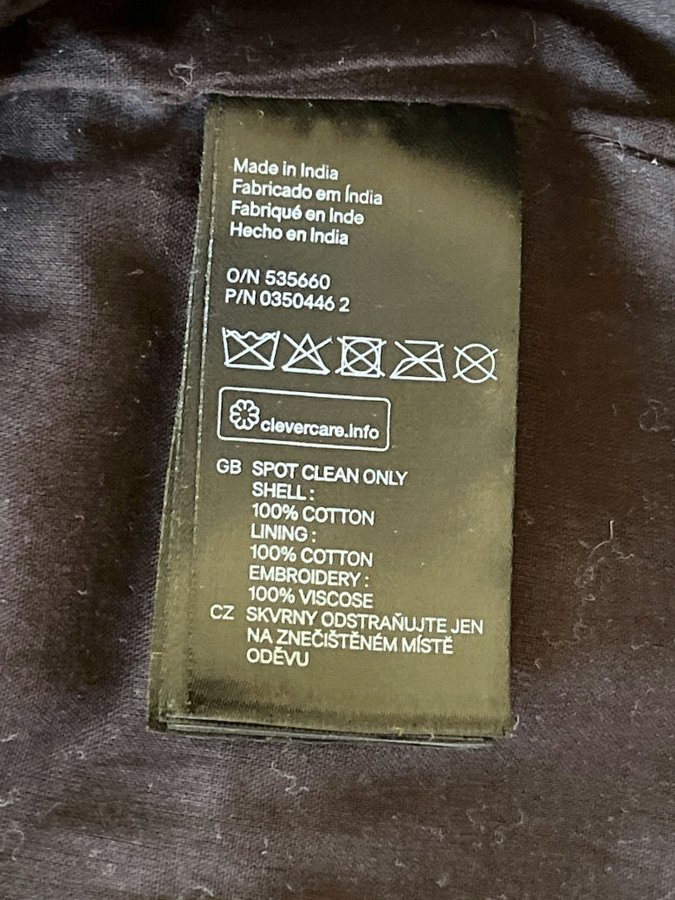 Made in India
Fabricado em Índia
Fabriqué en Inde
Hecho en India
O/N 535660
P/N 0350446 2
clevercare.info
GB SPOT CLEAN ONLY
SHELL :
100% COTTON
LINING :
100% COTTON
EMBROIDERY :
100% VISCOSE
CZ SKVRNY ODSTRAŇUJTE JEN
NA ZNEČIŠTĚNÉM MÍSTĚ
ODĚVU